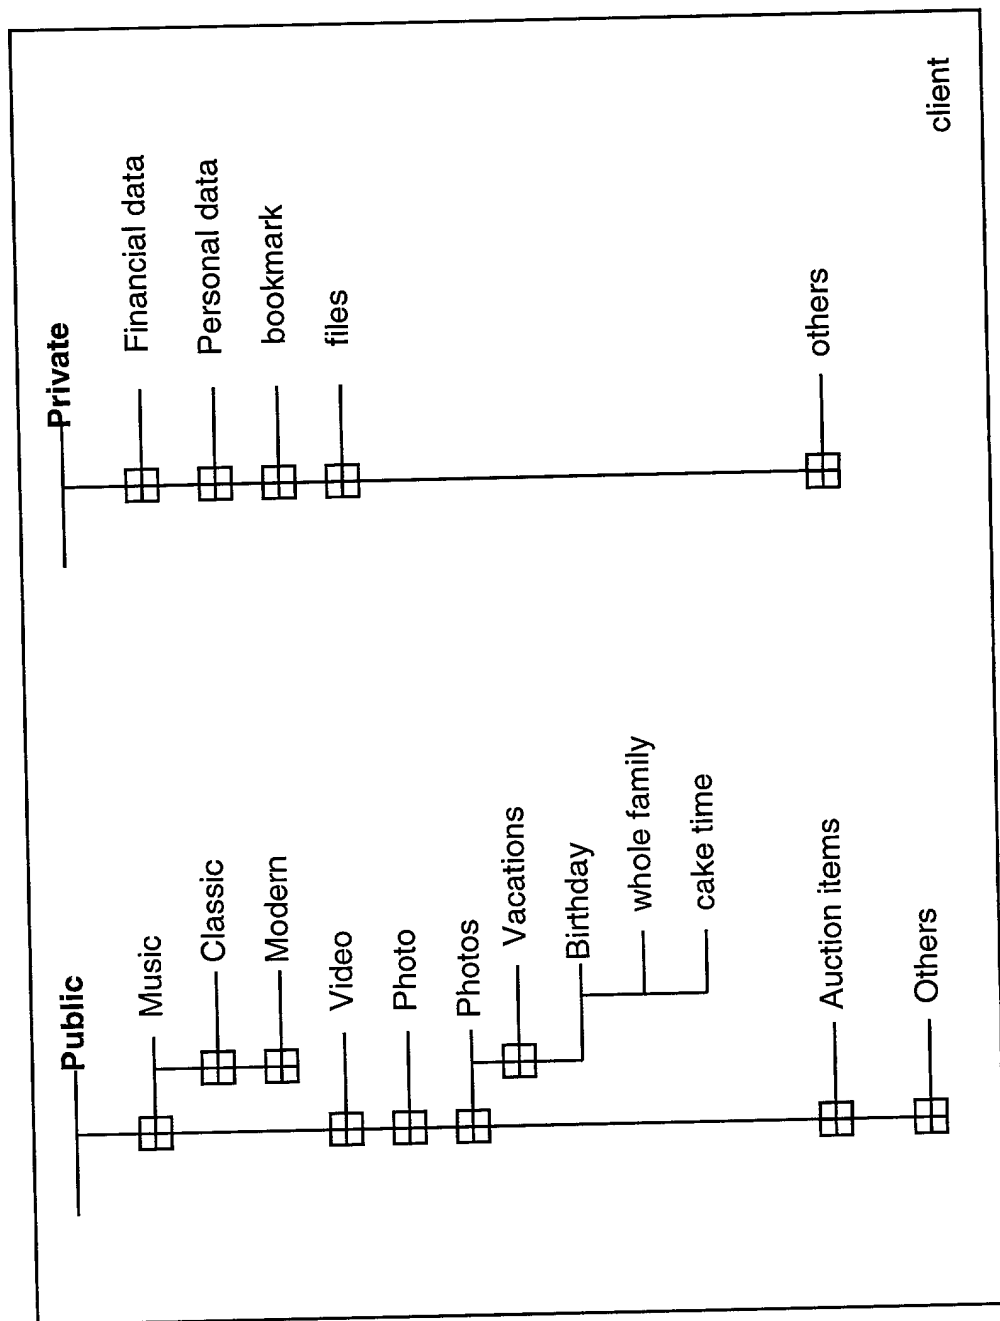 Public
Music
Classic
Modern
Video
Photo
Photos
Vacations
Birthday
whole family
cake time
Auction items
Others
Private
Financial data
Personal data
bookmark
files
others
client